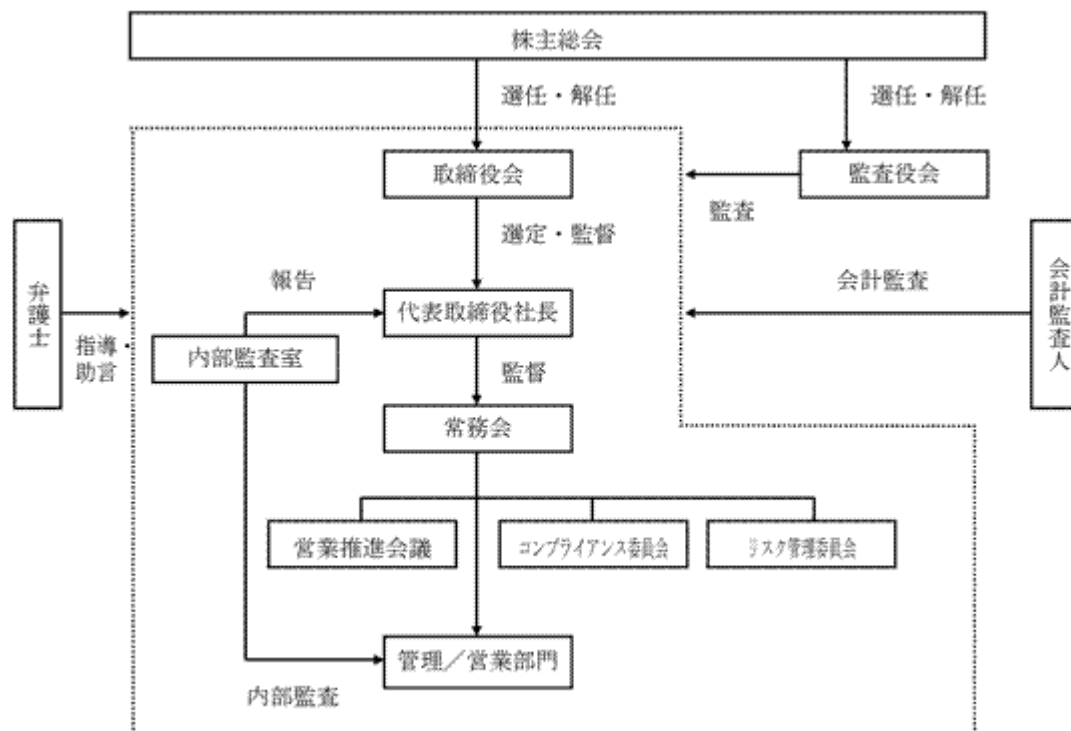 株主総会
選任・解任
選任・解任
取締役会
監査役会
監査
選定・監督
弁護士
報告
会計監査
会計監査人
代表取締役社長
指導・
助言
内部監査室
監督
常務会
営業推進会議
コンプライアンス委員会
リスク管理委員会
管理／営業部門
内部監査